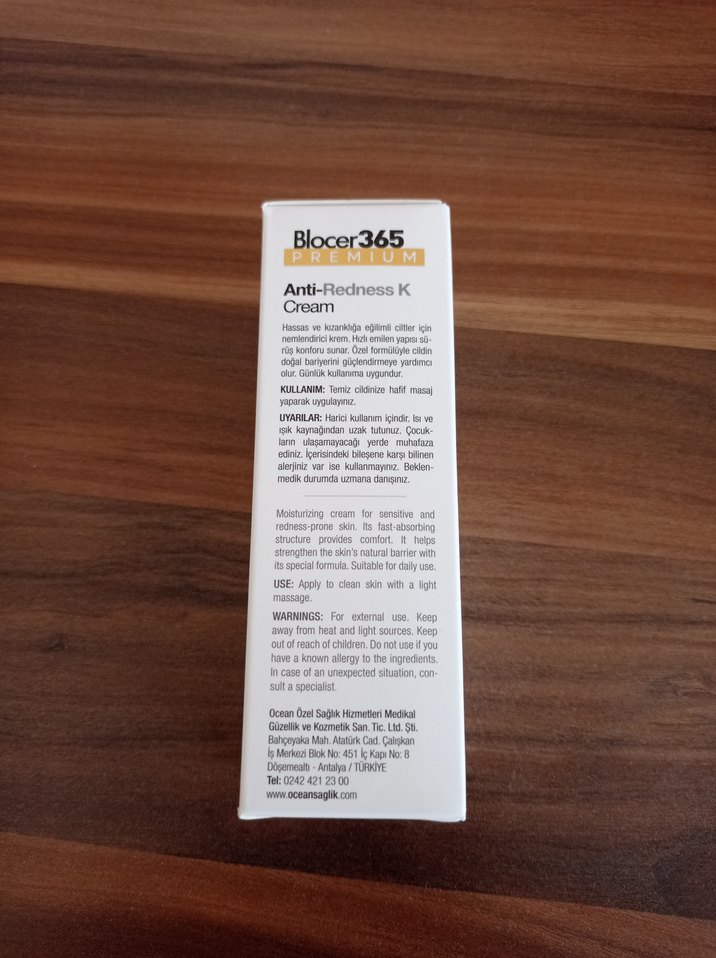 Blocer365
PREMIUM
Anti-Redness K
Cream
Hassas ve kızarıklığa eğilimli ciltler için
nemlendirici krem. Hızlı emilen yapısı sü-
rüş konforu sunar. Özel formülüyle cildin
doğal bariyerini güçlendirmeye yardımcı
olur. Günlük kullanıma uygundur.
KULLANIM: Temiz cildinize hafif masaj
yaparak uygulayınız.
UYARILAR: Harici kullanım içindir. Isı ve
ışık kaynağından uzak tutunuz. Çocuk-
ların ulaşamayacağı yerde muhafaza
ediniz. İçerisindeki bileşene karşı bilinen
alerjiniz var ise kullanmayınız. Beklen-
medik durumda uzmana danışınız.
Moisturizing cream for sensitive and
redness-prone skin. Its fast-absorbing
structure provides comfort. It helps
strengthen the skin's natural barrier with
its special formula. Suitable for daily use.
USE: Apply to clean skin with a light
massage.
WARNINGS: For external use. Keep
away from heat and light sources. Keep
out of reach of children. Do not use if you
have a known allergy to the ingredients.
In case of an unexpected situation, con-
sult a specialist.
Ocean Özel Sağlık Hizmetleri Medikal
Güzellik ve Kozmetik San. Tic. Ltd. Şti.
Bahçeyaka Mah. Atatürk Cad. Çalışkan
İş Merkezi Blok No: 451 İç Kapı No: 8
Döşemealtı - Antalya / TÜRKİYE
Tel: 0242 421 23 00
www.oceansaglik.com